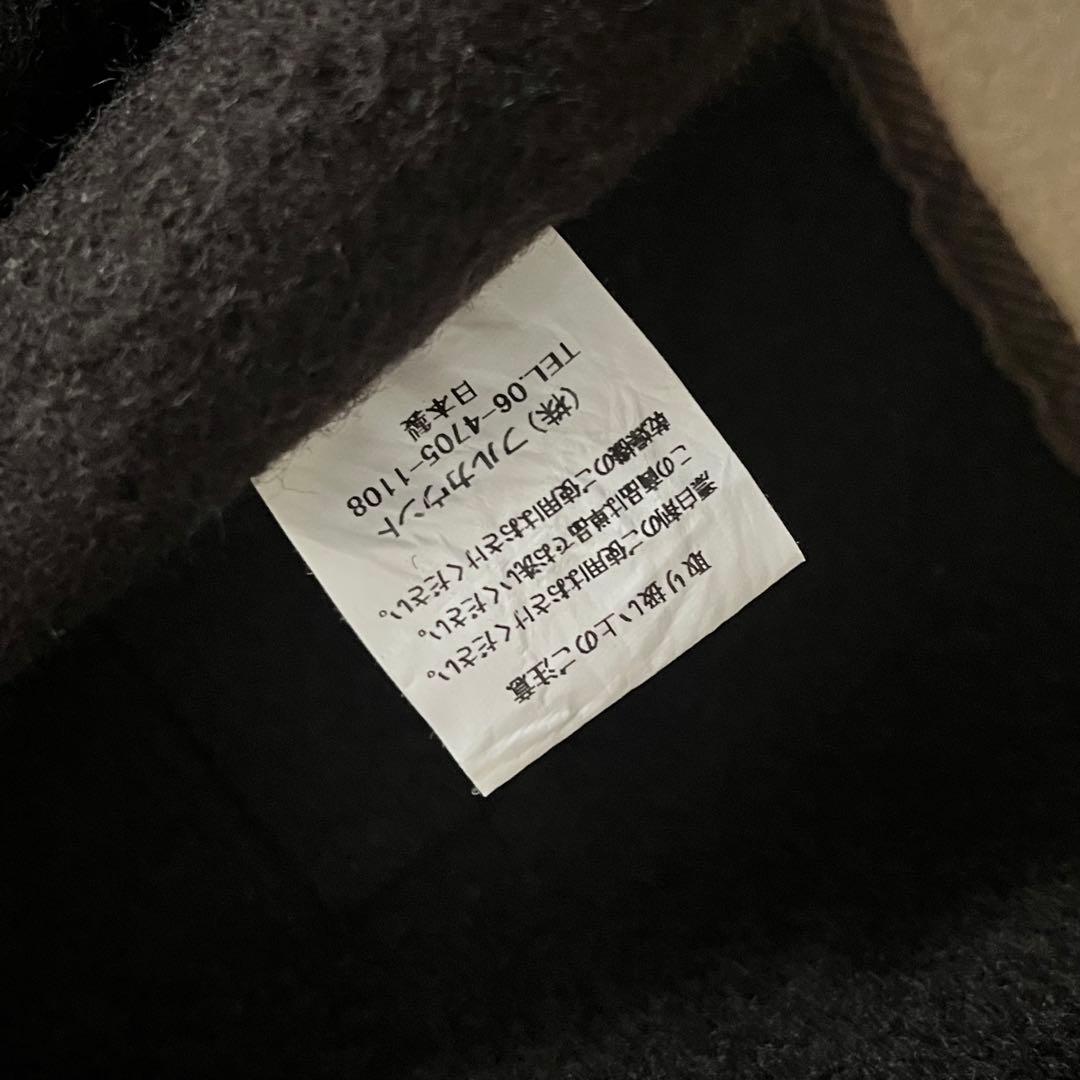 取り扱い上のご注意
漂白剤のご使用はおさけください。
この商品は単品でお洗いください。
乾燥機のご使用はおさけください。
（株）フルカウント
TEL.06-4705-1108
日本製